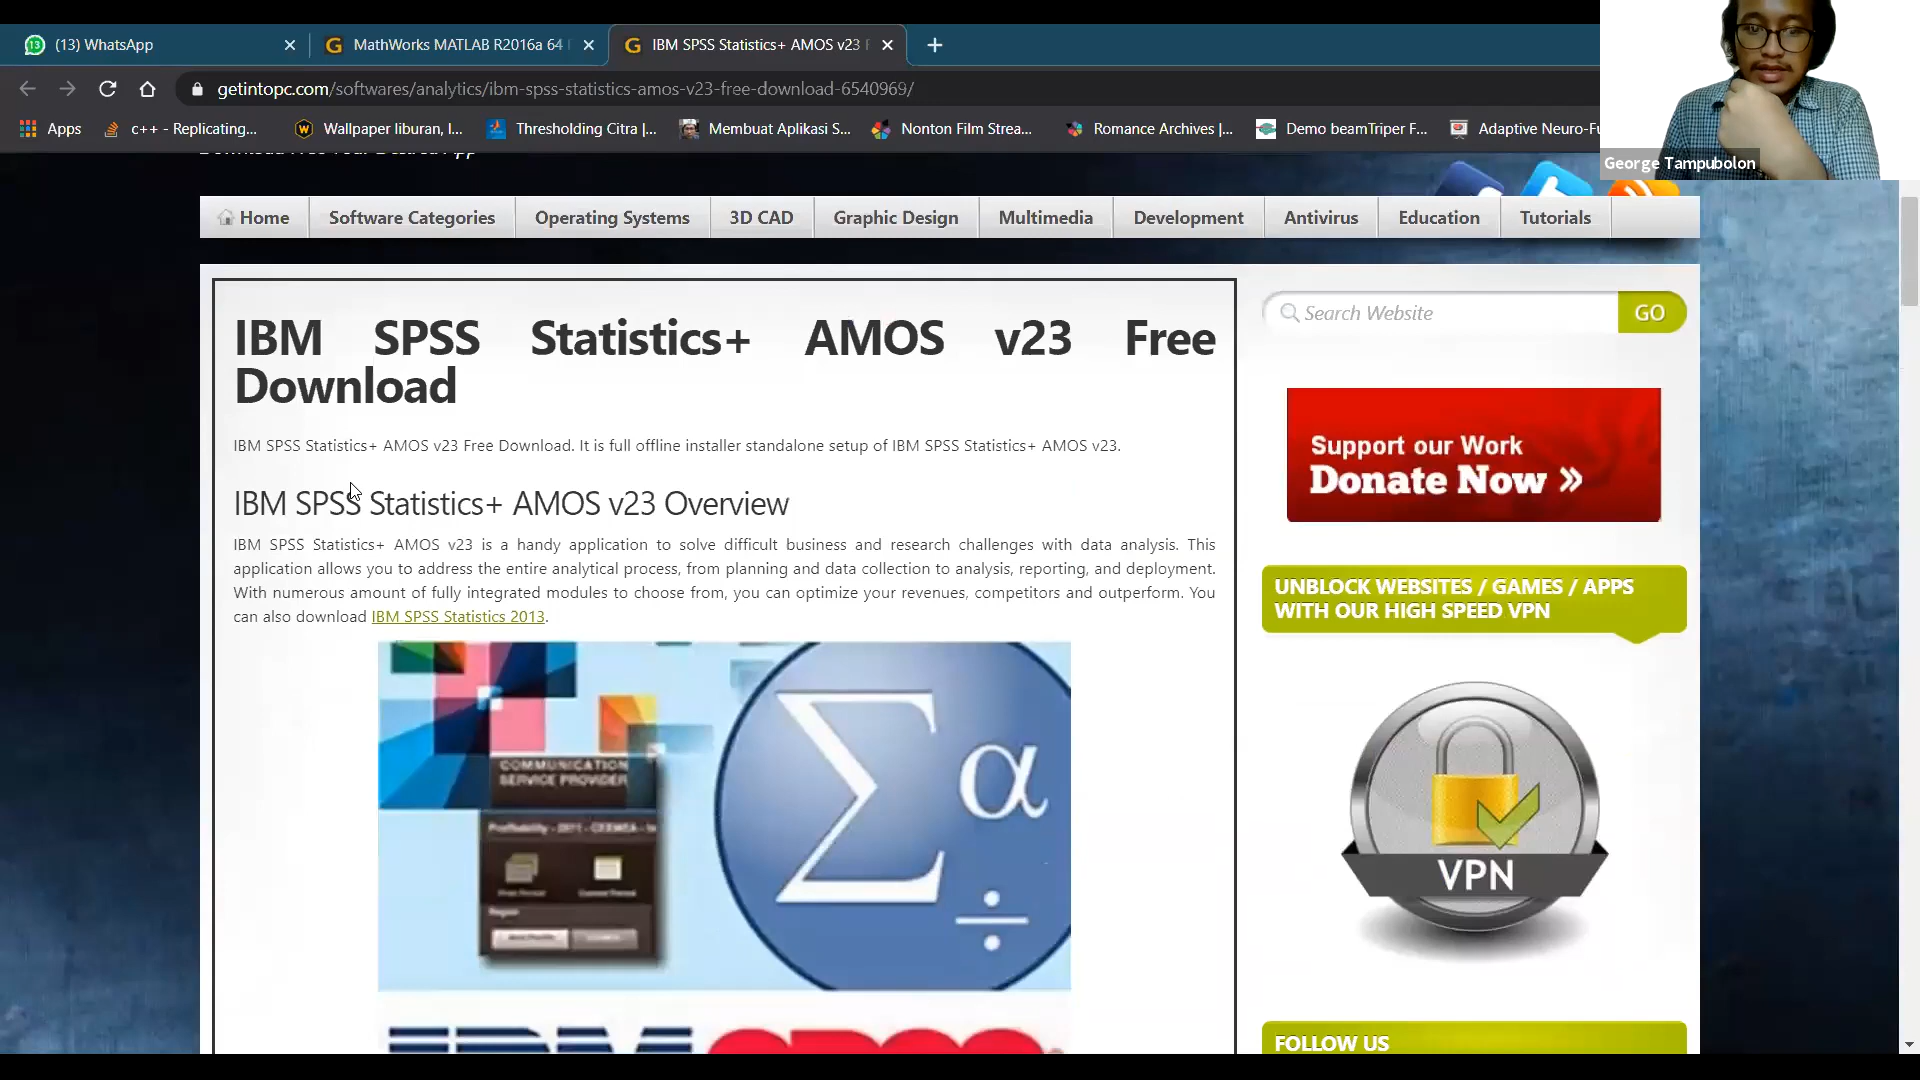 (13) WhatsApp
MathWorks MATLAB R2016a 64
IBM SPSS Statistics+ AMOS v23 F
getintopc.com/softwares/analytics/ibm-spss-statistics-amos-v23-free-download-6540969/
Apps
c++ - Replicating...
Wallpaper liburan, l...
Thresholding Citra |...
Membuat Aplikasi S...
Nonton Film Strea...
Romance Archives |...
Demo beamTriper F...
Adaptive Neuro-Fu
George Tampubolon
Home
Software Categories
Operating Systems
3D CAD
Graphic Design
Multimedia
Development
Antivirus
Education
Tutorials
IBM SPSS Statistics+ AMOS v23 Free
Download
IBM SPSS Statistics+ AMOS v23 Free Download. It is full offline installer standalone setup of IBM SPSS Statistics+ AMOS v23.
IBM SPSS Statistics+ AMOS v23 Overview
IBM SPSS Statistics+ AMOS v23 is a handy application to solve difficult business and research challenges with data analysis. This
application allows you to address the entire analytical process, from planning and data collection to analysis, reporting, and deployment.
With numerous amount of fully integrated modules to choose from, you can optimize your revenues, competitors and outperform. You
can also download IBM SPSS Statistics 2013.
COMMUNICATION
SERVICE PROVIDER
Σ α
÷
Search Website
GO
Support our Work
Donate Now »
UNBLOCK WEBSITES / GAMES / APPS
WITH OUR HIGH SPEED VPN
VPN
FOLLOW US